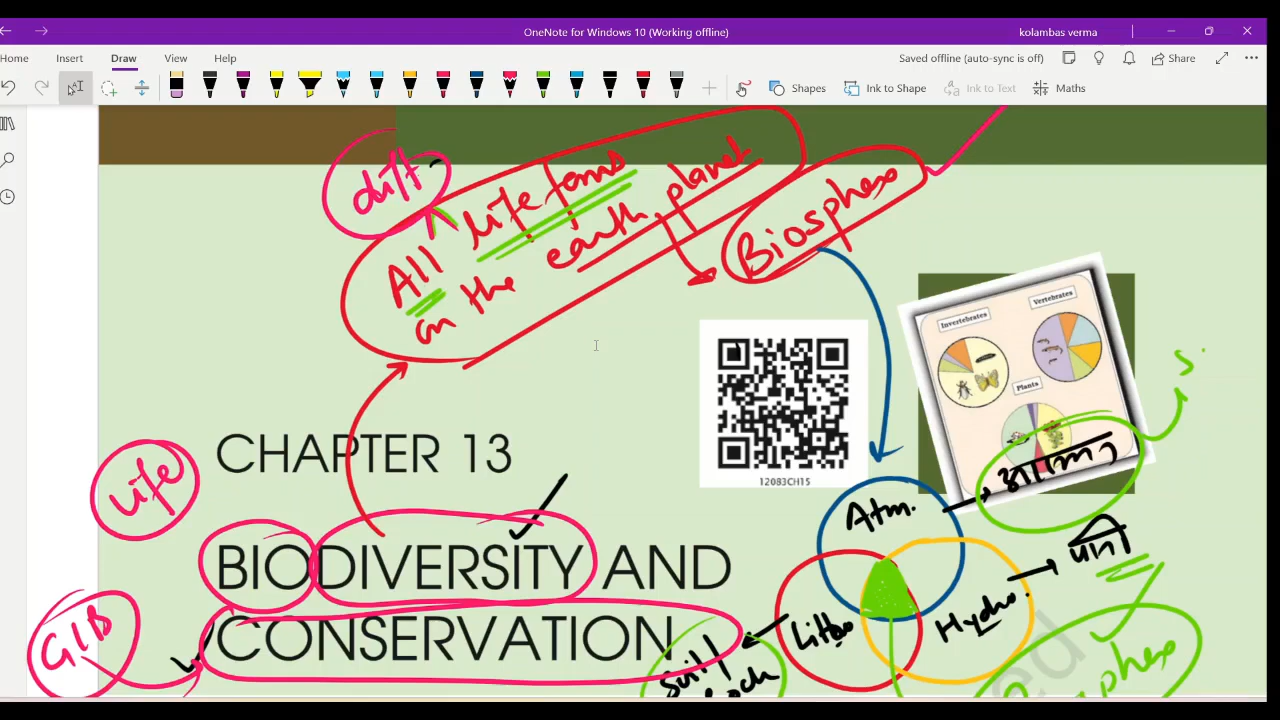 OneNote for Windows 10 (Working offline)
kolambas verma
Home Insert Draw View Help
Saved offline (auto-sync is off)
Share
Shapes
Ink to Shape
Ink to Text
Maths
diff
All life forms
on the earth planet
Biosphere
Invertebrates
Vertebrates
Plants
12083CH15
S.
CHAPTER 13
Life
Atm.
BIODIVERSITY AND
पानी
Litho
Hydro.
CONSERVATION